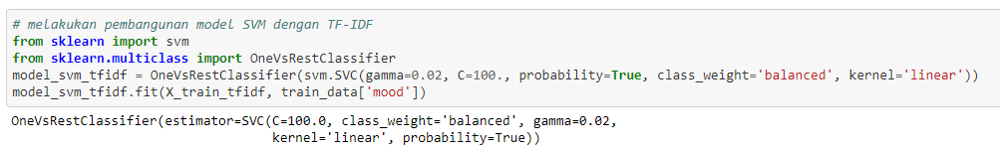 # melakukan pembangunan model SVM dengan TF-IDF
from sklearn import svm
from sklearn.multiclass import OneVsRestClassifier
model_svm_tfidf = OneVsRestClassifier(svm.SVC(gamma=0.02, C=100., probability=True, class_weight='balanced', kernel='linear'))
model_svm_tfidf.fit(X_train_tfidf, train_data['mood'])
OneVsRestClassifier(estimator=SVC(C=100.0, class_weight='balanced', gamma=0.02,
kernel='linear', probability=True))